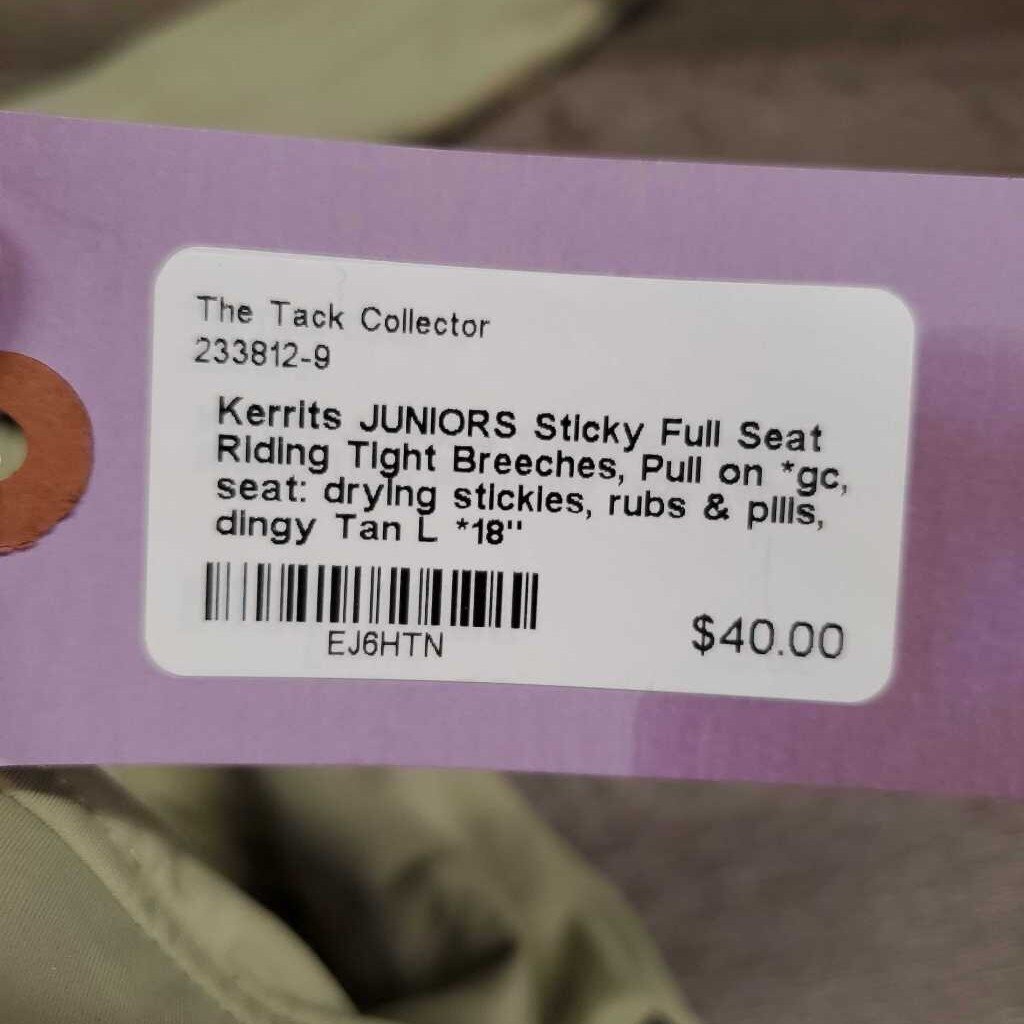 The Tack Collector
233812-9
Kerrits JUNIORS Sticky Full Seat
Riding Tight Breeches, Pull on *gc,
seat: drying stickies, rubs & pills,
dingy Tan L *18"
EJ6HTN
$40.00